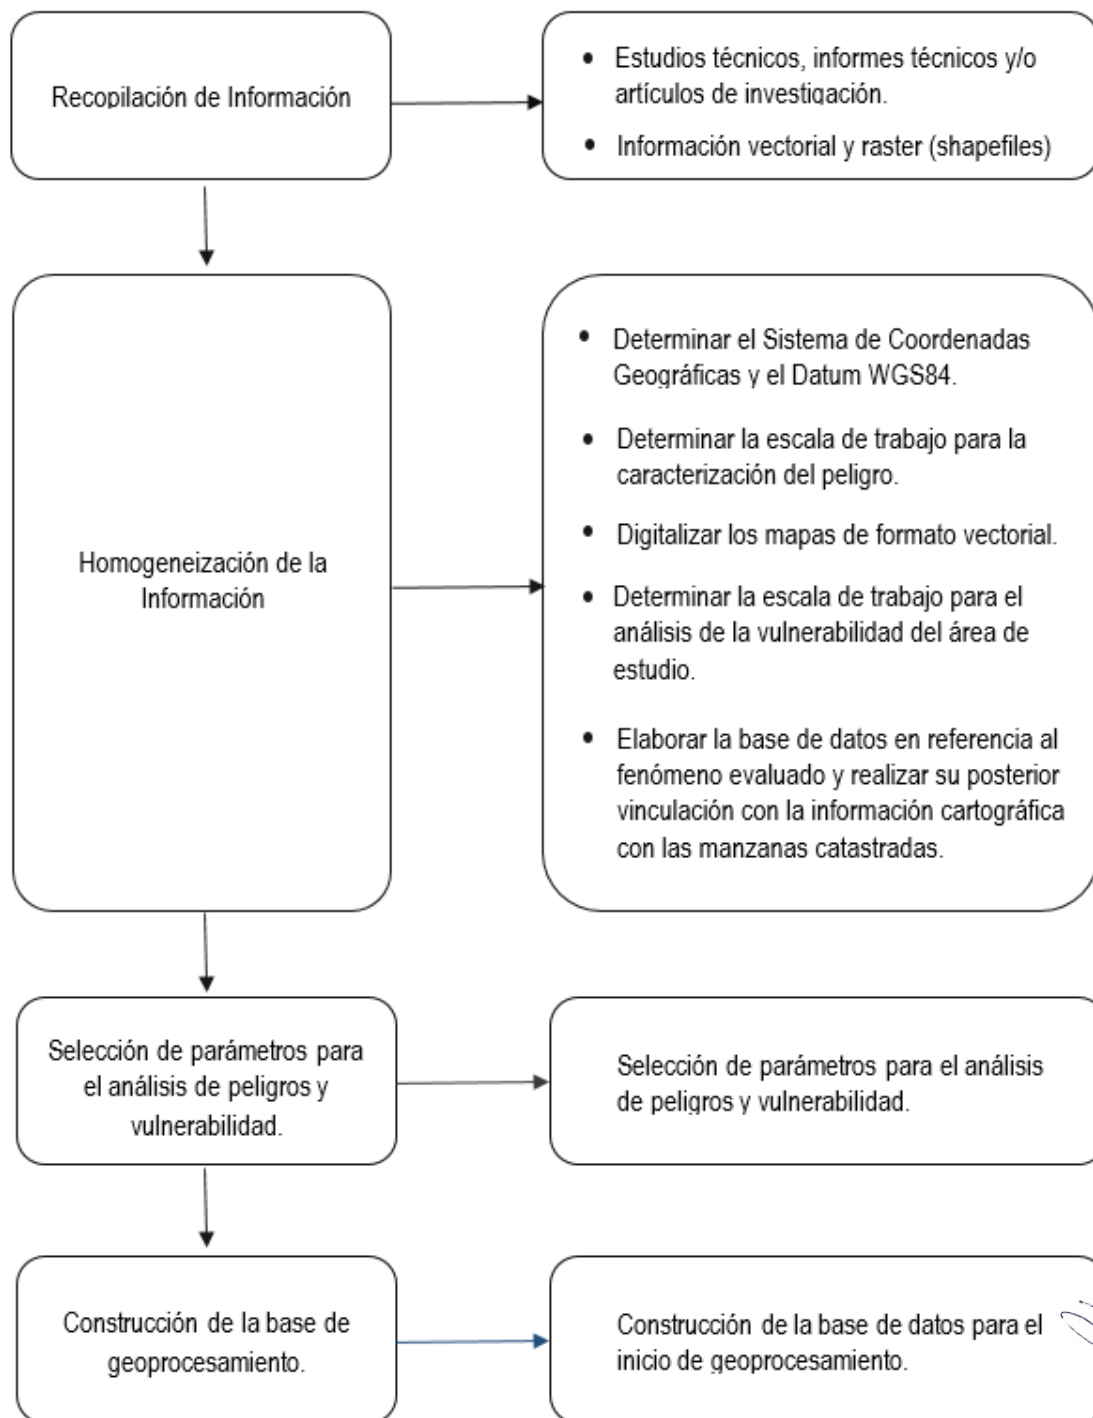 Recopilación de Información
• Estudios técnicos, informes técnicos y/o
artículos de investigación.
• Información vectorial y raster (shapefiles)
Homogeneización de la
Información
• Determinar el Sistema de Coordenadas
Geográficas y el Datum WGS84.
• Determinar la escala de trabajo para la
caracterización del peligro.
• Digitalizar los mapas de formato vectorial.
• Determinar la escala de trabajo para el
análisis de la vulnerabilidad del área de
estudio.
• Elaborar la base de datos en referencia al
fenómeno evaluado y realizar su posterior
vinculación con la información cartográfica
con las manzanas catastradas.
Selección de parámetros para
el análisis de peligros y
vulnerabilidad.
Selección de parámetros para el análisis
de peligros y vulnerabilidad.
Construcción de la base de
geoprocesamiento.
Construcción de la base de datos para el
inicio de geoprocesamiento.